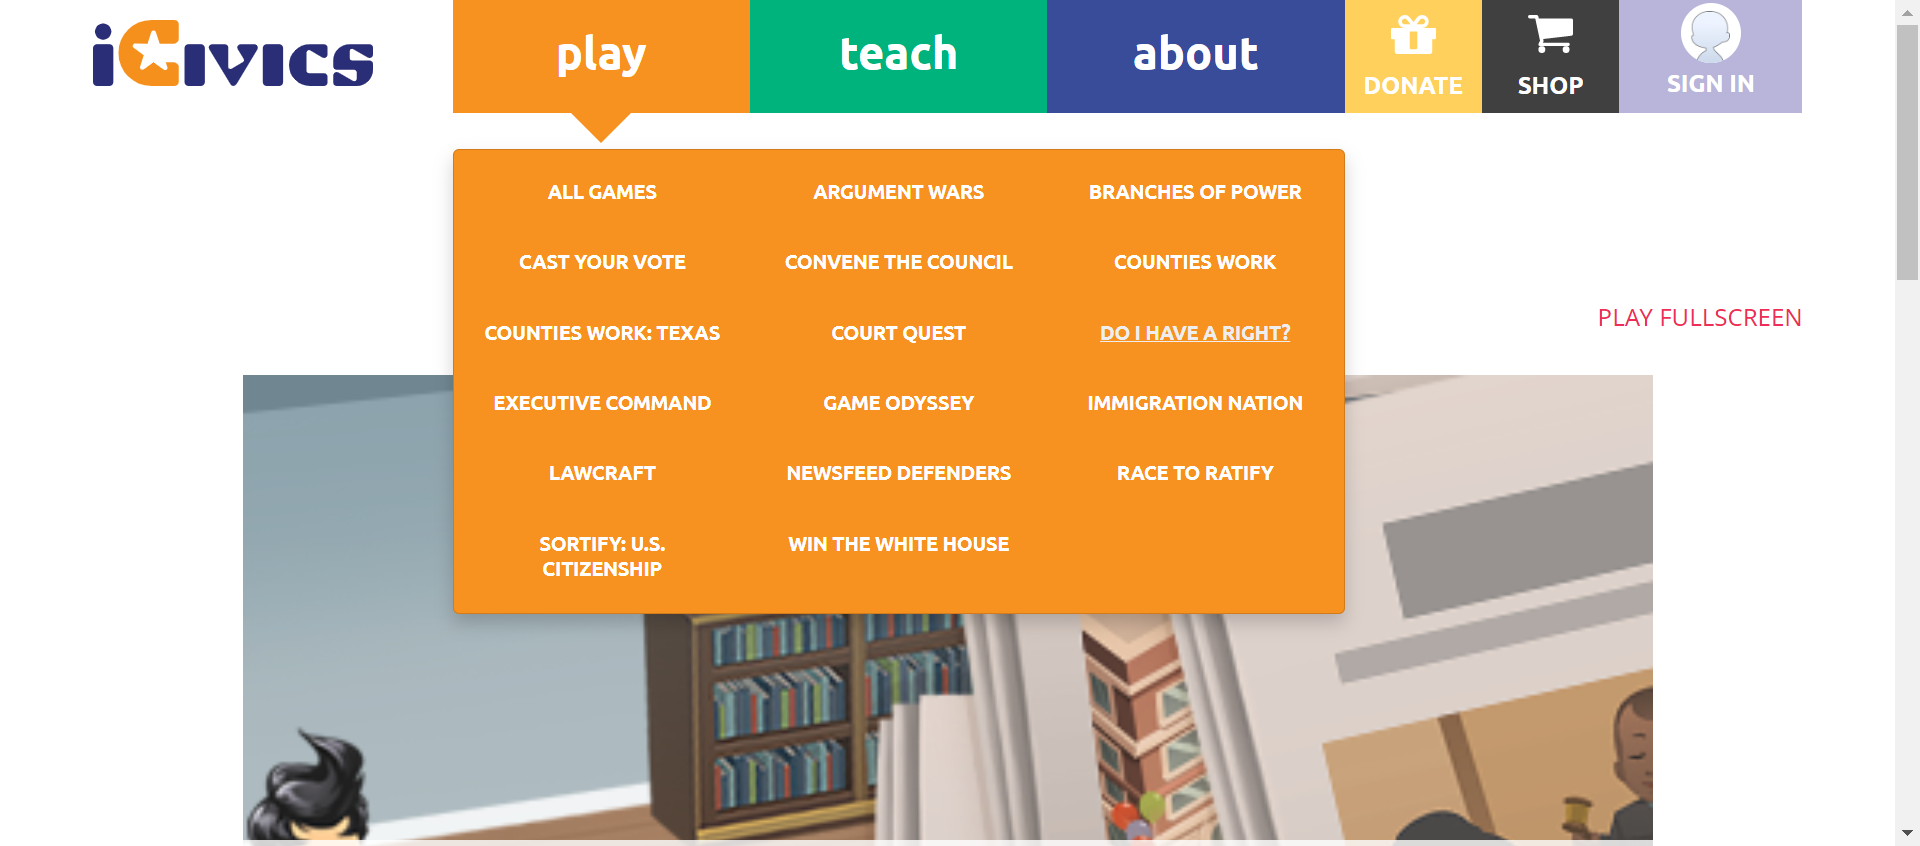 iCivics
play
teach
about
DONATE
SHOP
SIGN IN
ALL GAMES
ARGUMENT WARS
BRANCHES OF POWER
CAST YOUR VOTE
CONVENE THE COUNCIL
COUNTIES WORK
COUNTIES WORK: TEXAS
COURT QUEST
DO I HAVE A RIGHT?
EXECUTIVE COMMAND
GAME ODYSSEY
IMMIGRATION NATION
LAWCRAFT
NEWSFEED DEFENDERS
RACE TO RATIFY
SORTIFY: U.S.
CITIZENSHIP
WIN THE WHITE HOUSE
PLAY FULLSCREEN